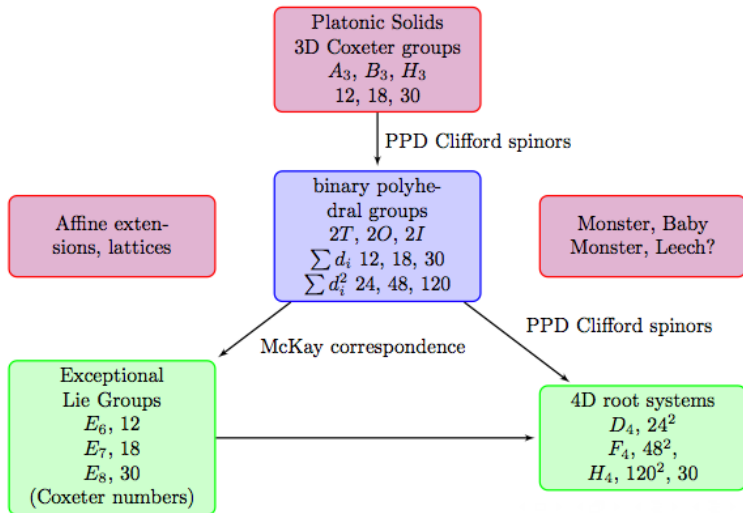 Platonic Solids
3D Coxeter groups
A₃, B₃, H₃
12, 18, 30
PPD Clifford spinors
binary polyhe-
dral groups
2T, 2O, 2I
∑ dᵢ 12, 18, 30
∑ dᵢ² 24, 48, 120
Affine exten-
sions, lattices
Monster, Baby
Monster, Leech?
PPD Clifford spinors
McKay correspondence
Exceptional
Lie Groups
E₆, 12
E₇, 18
E₈, 30
(Coxeter numbers)
4D root systems
D₄, 24²
F₄, 48²,
H₄, 120², 30